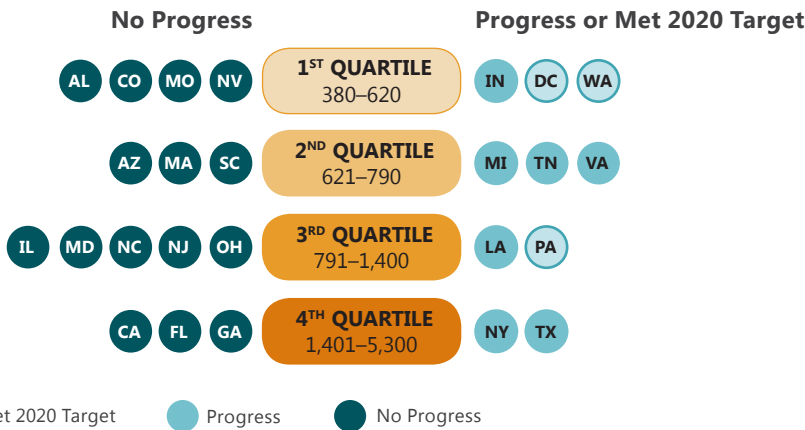 No Progress Progress or Met 2020 Target
AL CO MO NV 1ST QUARTILE IN DC WA
380–620
AZ MA SC 2ND QUARTILE MI TN VA
621–790
IL MD NC NJ OH 3RD QUARTILE LA PA
791–1,400
CA FL GA 4TH QUARTILE NY TX
1,401–5,300
2020 Target Progress No Progress